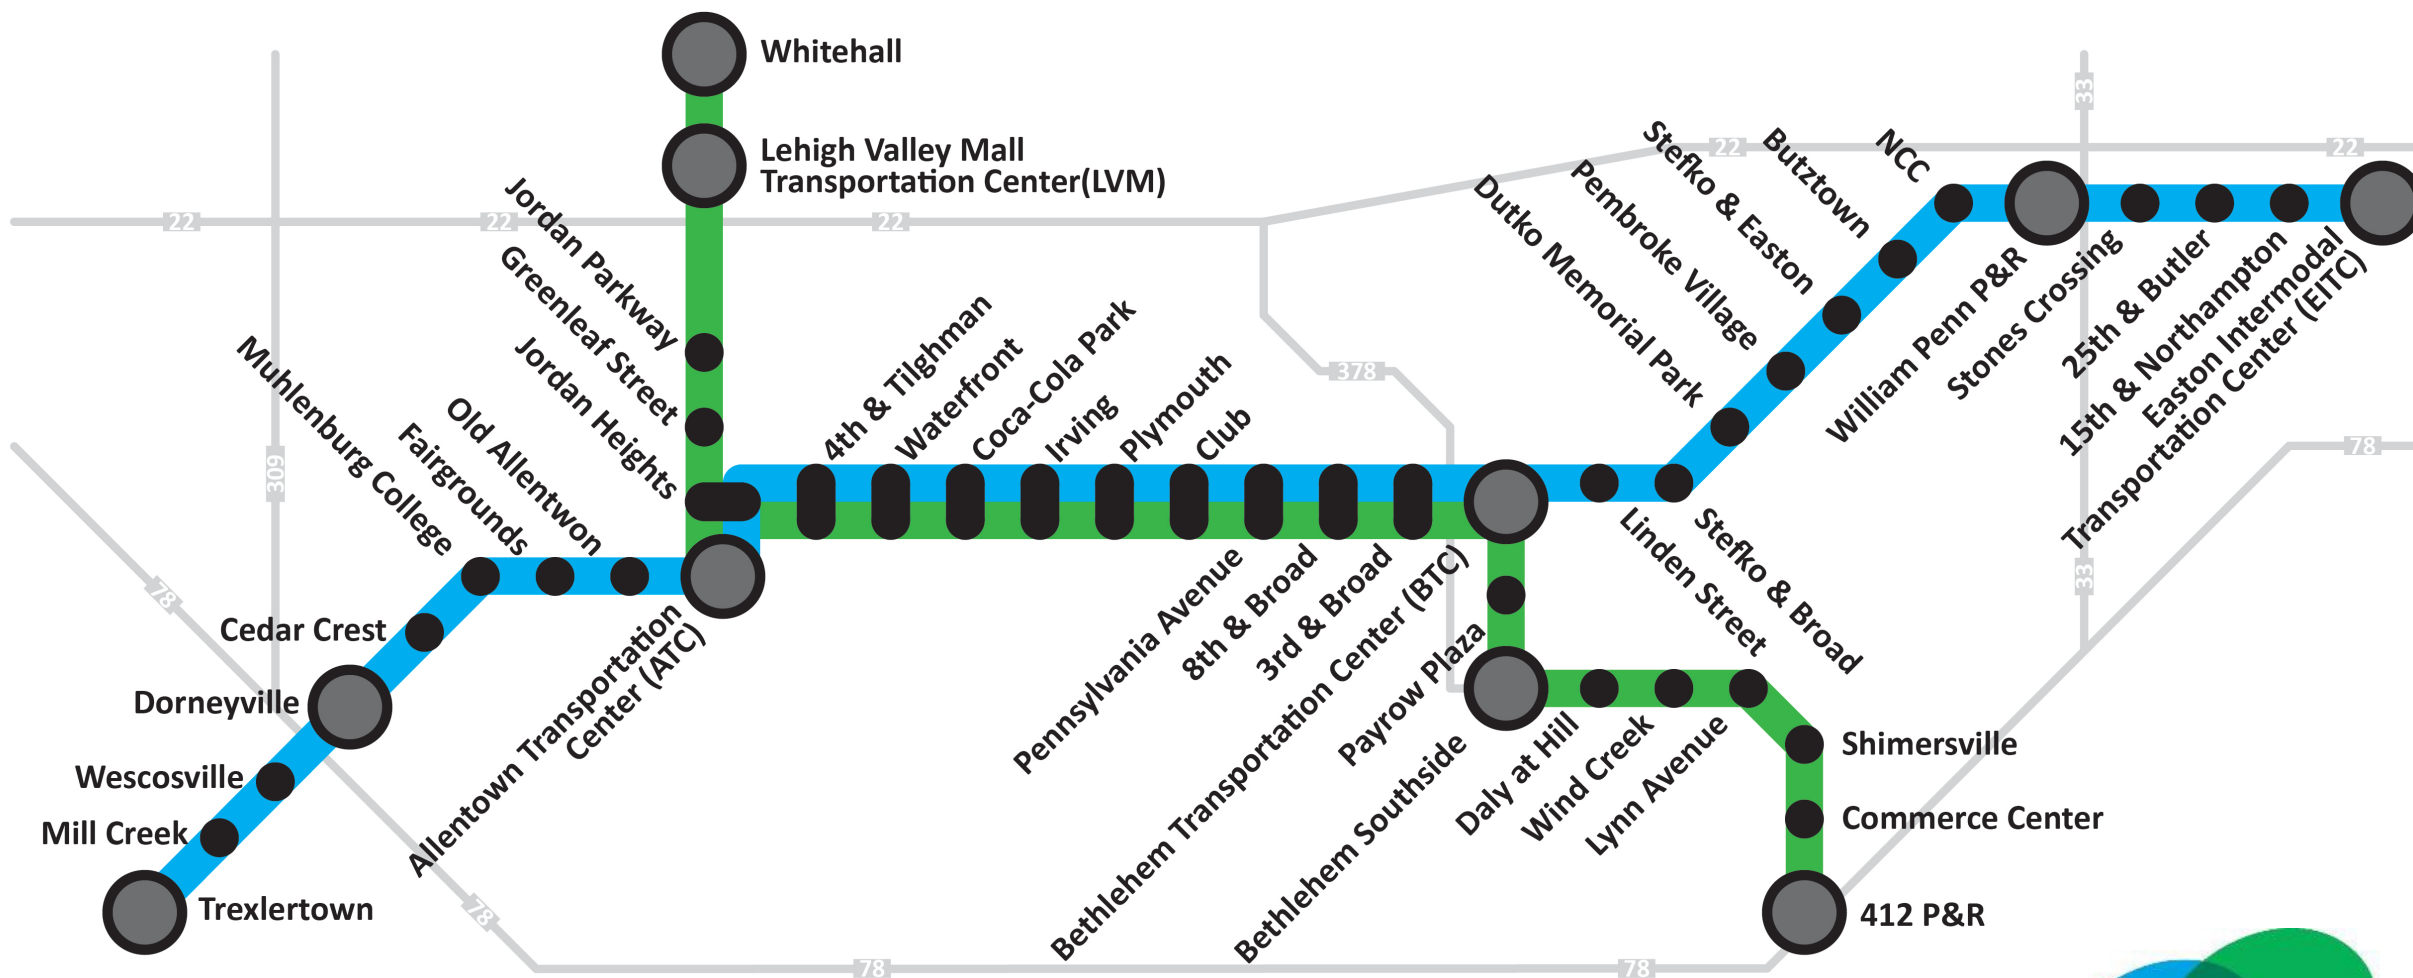 Whitehall
Lehigh Valley Mall
Transportation Center(LVM)
33
22
22
22
22
22
Jordan Parkway
Greenleaf Street
Jordan Heights
Muhlenburg College
Fairgrounds
Old Allentwon
309
378
4th & Tilghman
Waterfront
Coca-Cola Park
Irving
Plymouth
Club
Dutko Memorial Park
Pembroke Village
Stefko & Easton
Butztown
NCC
William P&R
William Penn P&R
Stones Crossing
25th & Butler
15th & Northampton
Easton Intermodal
Transportation Center (EITC)
78
33
78
Cedar Crest
Dorneyville
Wescosville
Mill Creek
Trexlertown
Allentown Transportation
Center (ATC)
Pennsylvania Avenue
8th & Broad
3rd & Broad
Bethlehem Transportation Center (BTC)
Payrow Plaza
Bethlehem Southside
Linden Street
Stefko & Broad
Daly at Hill
Wind Creek
Lynn Avenue
Shimersville
Commerce Center
412 P&R
78
78
78